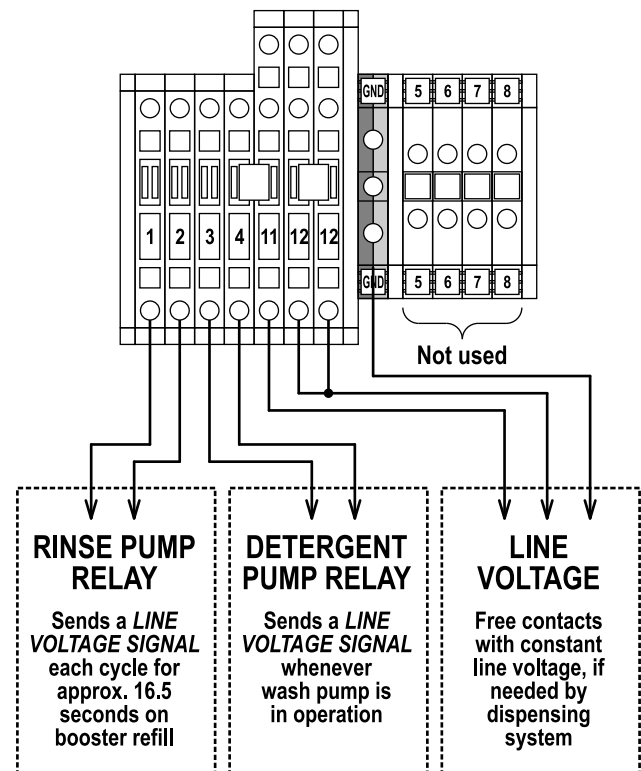 GND 5 6 7 8
1 2 3 4 11 12 12
GND 5 6 7 8
Not used
RINSE PUMP
RELAY
Sends a LINE
VOLTAGE SIGNAL
each cycle for
approx. 16.5
seconds on
booster refill
DETERGENT
PUMP RELAY
Sends a LINE
VOLTAGE SIGNAL
whenever
wash pump is
in operation
LINE
VOLTAGE
Free contacts
with constant
line voltage, if
needed by
dispensing
system